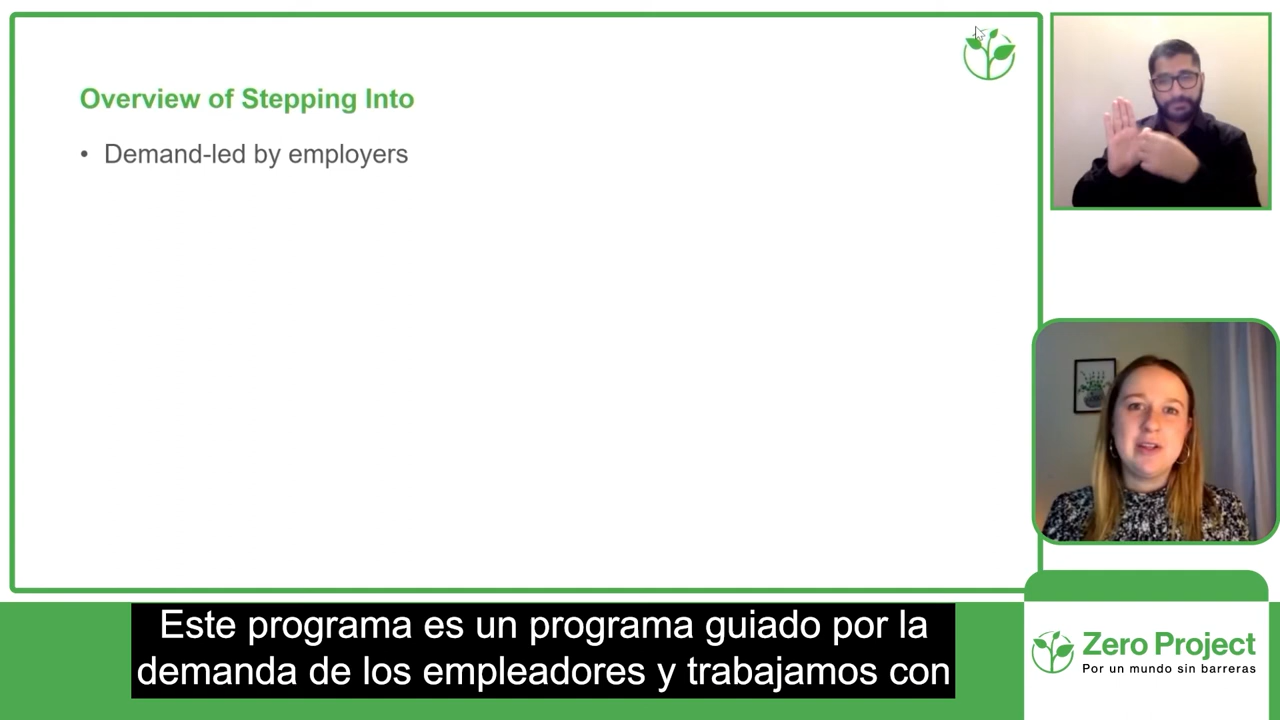 Overview of Stepping Into
• Demand-led by employers
Este programa es un programa guiado por la
demanda de los empleadores y trabajamos con
Zero Project
Por un mundo sin barreras